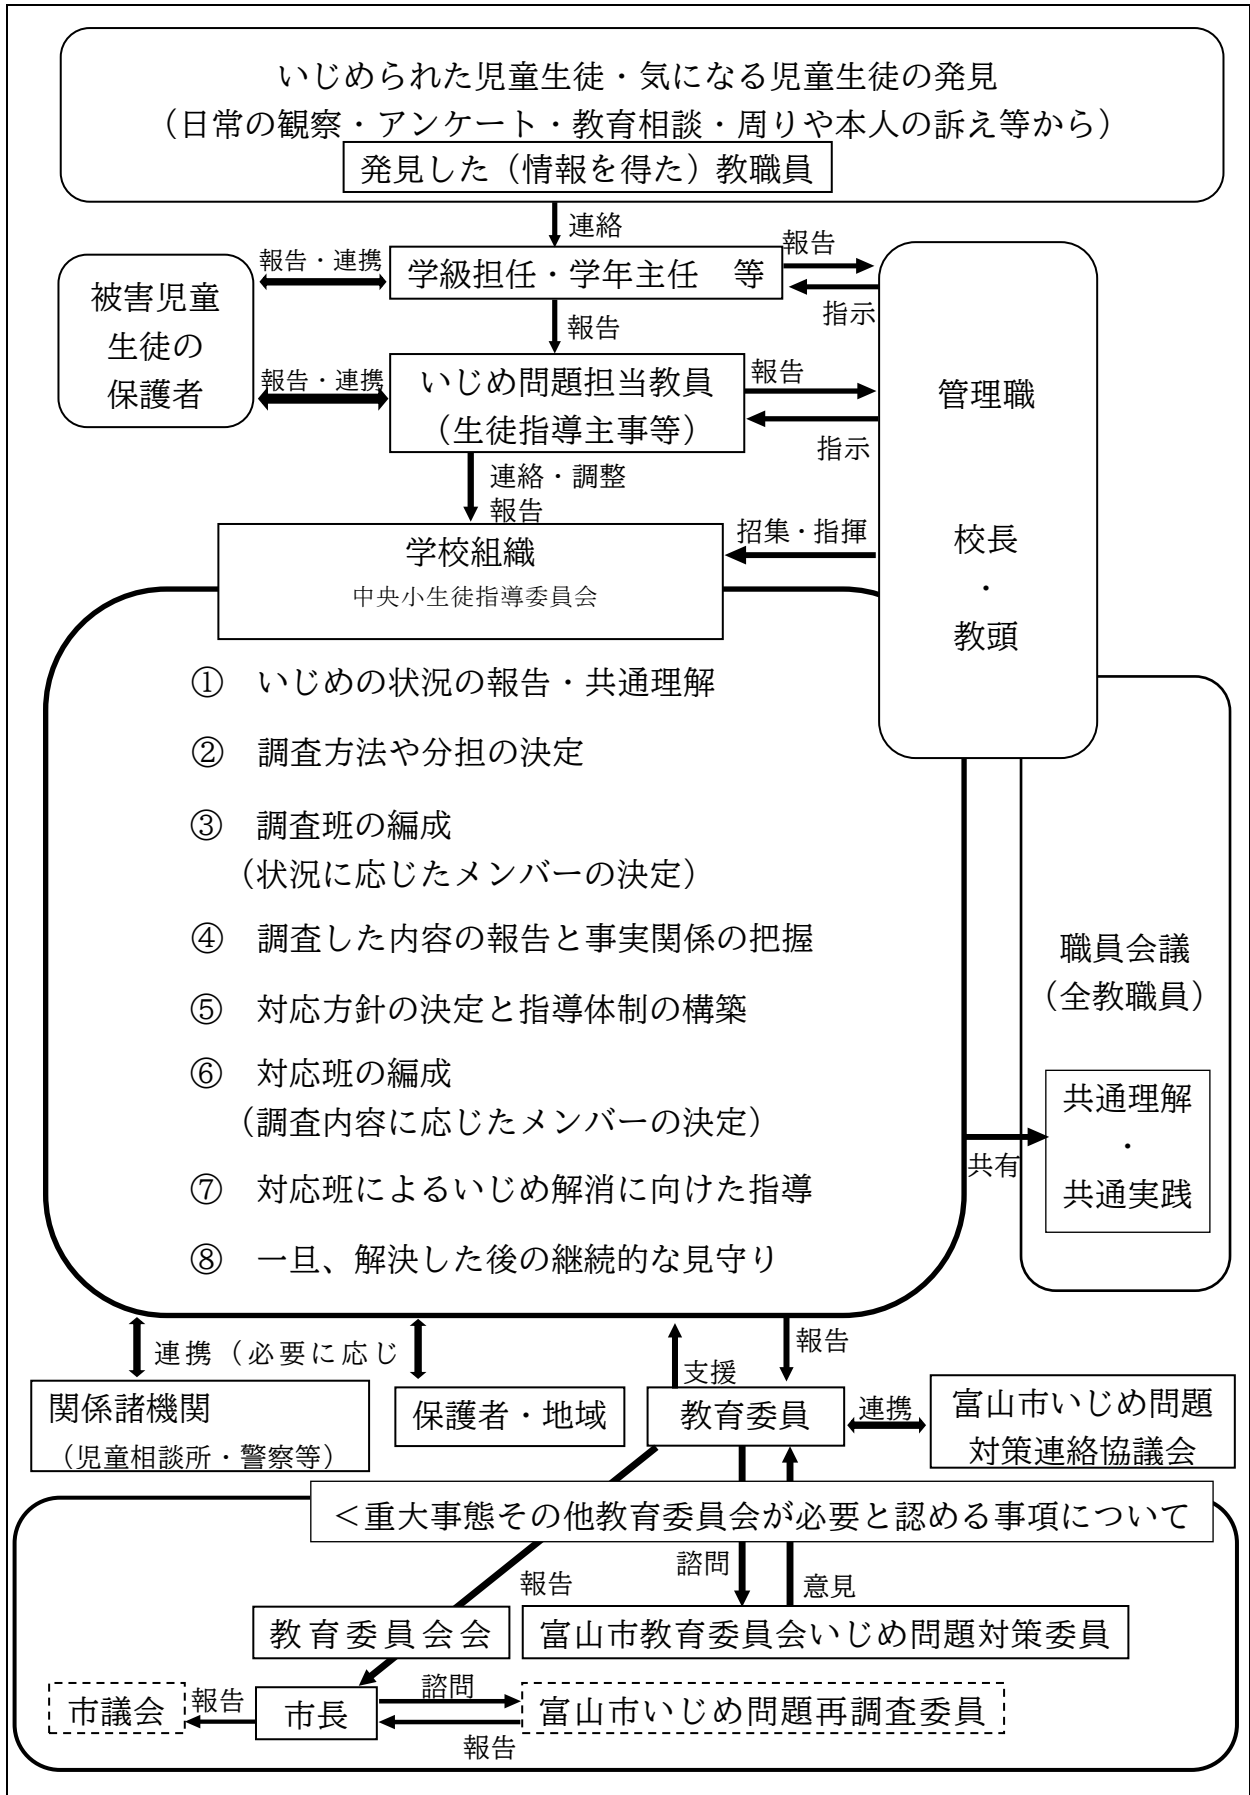 いじめられた児童生徒・気になる児童生徒の発見
（日常の観察・アンケート・教育相談・周りや本人の訴え等から）
発見した（情報を得た）教職員
連絡
報告・連携
学級担任・学年主任　等
報告
指示
被害児童
生徒の
保護者
報告
報告・連携
いじめ問題担当教員
（生徒指導主事等）
報告
指示
管理職
校長
・
教頭
連絡・調整
報告
学校組織
中央小生徒指導委員会
招集・指揮
①　いじめの状況の報告・共通理解
②　調査方法や分担の決定
③　調査班の編成
（状況に応じたメンバーの決定）
④　調査した内容の報告と事実関係の把握
⑤　対応方針の決定と指導体制の構築
⑥　対応班の編成
（調査内容に応じたメンバーの決定）
⑦　対応班によるいじめ解消に向けた指導
⑧　一旦、解決した後の継続的な見守り
職員会議
（全教職員）
共通理解
・
共通実践
共有
連携（必要に応じ
支援
報告
関係諸機関
（児童相談所・警察等）
保護者・地域
教育委員
連携
富山市いじめ問題
対策連絡協議会
＜重大事態その他教育委員会が必要と認める事項について
報告
諮問
意見
教育委員会会
富山市教育委員会いじめ問題対策委員
市議会
報告
市長
諮問
報告
富山市いじめ問題再調査委員